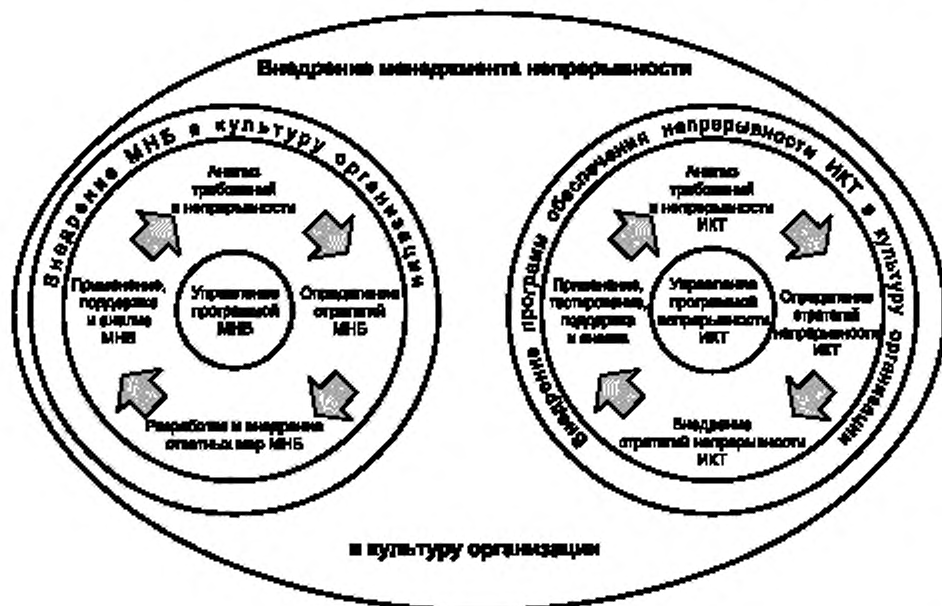 Внедрение менеджмента непрерывности
Внедрение МНБ в культуру организации
Анализ
требований
и непрерывности
Применение,
поддержка
и анализ
МНБ
Управление
программой
МНБ
Определение
стратегий
МНБ
Разработка и внедрение
ответных мер МНБ
Внедрение программ обеспечения непрерывности ИКТ в культуру организации
Анализ
требований
и непрерывности
ИКТ
Применение,
тестирование,
поддержка
и анализ
Управление
программой
непрерывности
ИКТ
Определение
стратегий
непрерывности
ИКТ
Внедрение
стратегий непрерывности
ИКТ
в культуру организации